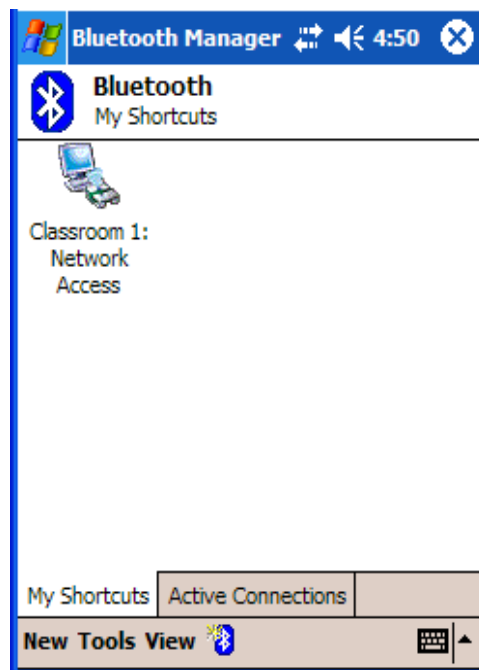 Bluetooth Manager 4:50
Bluetooth
My Shortcuts
Classroom 1:
Network
Access
My Shortcuts Active Connections
New Tools View